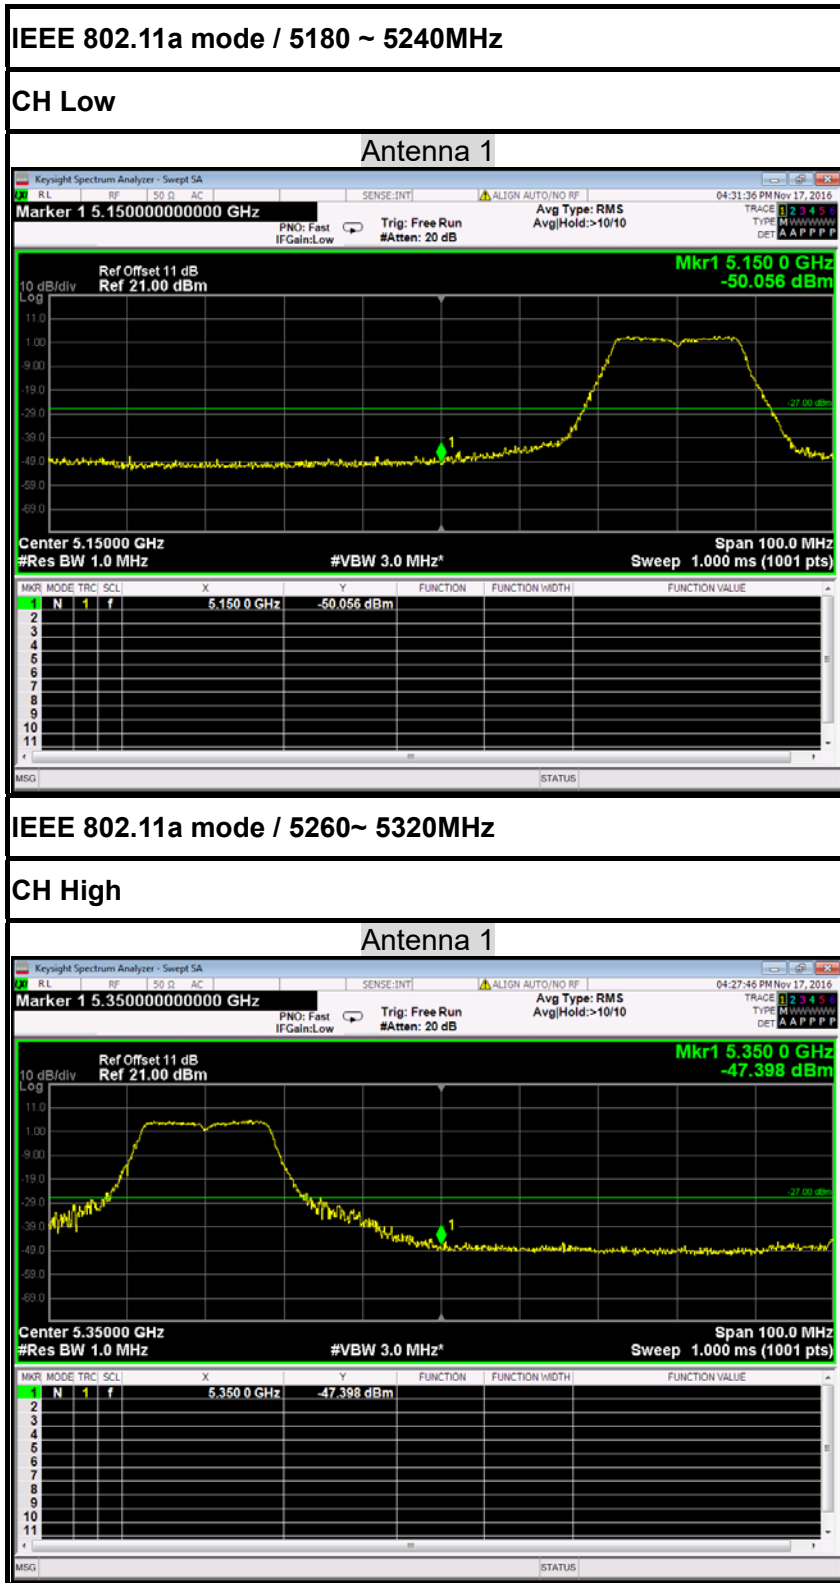 IEEE 802.11a mode / 5180 ~ 5240MHz
CH Low
Antenna 1
Keysight Spectrum Analyzer - Swept SA
RL RF 50 Ω AC SENSE:INT ALIGN AUTO/NO RF 04:31:36 PM Nov 17, 2016
Marker 1 5.150000000000 GHz Avg Type: RMS TRACE 1 2 3 4 5 6
PNO: Fast Trig: Free Run Avg|Hold:>10/10 TYPE M WWWWW
IFGain:Low #Atten: 20 dB DET A A P P P P
Mkr1 5.150 0 GHz
-50.056 dBm
Ref Offset 11 dB
10 dB/div Ref 21.00 dBm
Log
11.0
1.00
-9.00
-19.0
-27.00 dBm
-29.0
1
-39.0
-49.0
-59.0
-69.0
Center 5.15000 GHz Span 100.0 MHz
#Res BW 1.0 MHz #VBW 3.0 MHz* Sweep 1.000 ms (1001 pts)
MKR MODE TRC SCL X Y FUNCTION FUNCTION WIDTH FUNCTION VALUE
1 N 1 f 5.150 0 GHz -50.056 dBm
2
3
4
5
6
7
8
9
10
11
MSG STATUS
IEEE 802.11a mode / 5260~ 5320MHz
CH High
Antenna 1
Keysight Spectrum Analyzer - Swept SA
RL RF 50 Ω AC SENSE:INT ALIGN AUTO/NO RF 04:27:46 PM Nov 17, 2016
Marker 1 5.350000000000 GHz Avg Type: RMS TRACE 1 2 3 4 5 6
PNO: Fast Trig: Free Run Avg|Hold:>10/10 TYPE M WWWWW
IFGain:Low #Atten: 20 dB DET A A P P P P
Mkr1 5.350 0 GHz
-47.398 dBm
Ref Offset 11 dB
10 dB/div Ref 21.00 dBm
Log
11.0
1.00
-9.00
-19.0
-27.00 dBm
-29.0
1
-39.0
-49.0
-59.0
-69.0
Center 5.35000 GHz Span 100.0 MHz
#Res BW 1.0 MHz #VBW 3.0 MHz* Sweep 1.000 ms (1001 pts)
MKR MODE TRC SCL X Y FUNCTION FUNCTION WIDTH FUNCTION VALUE
1 N 1 f 5.350 0 GHz -47.398 dBm
2
3
4
5
6
7
8
9
10
11
MSG STATUS